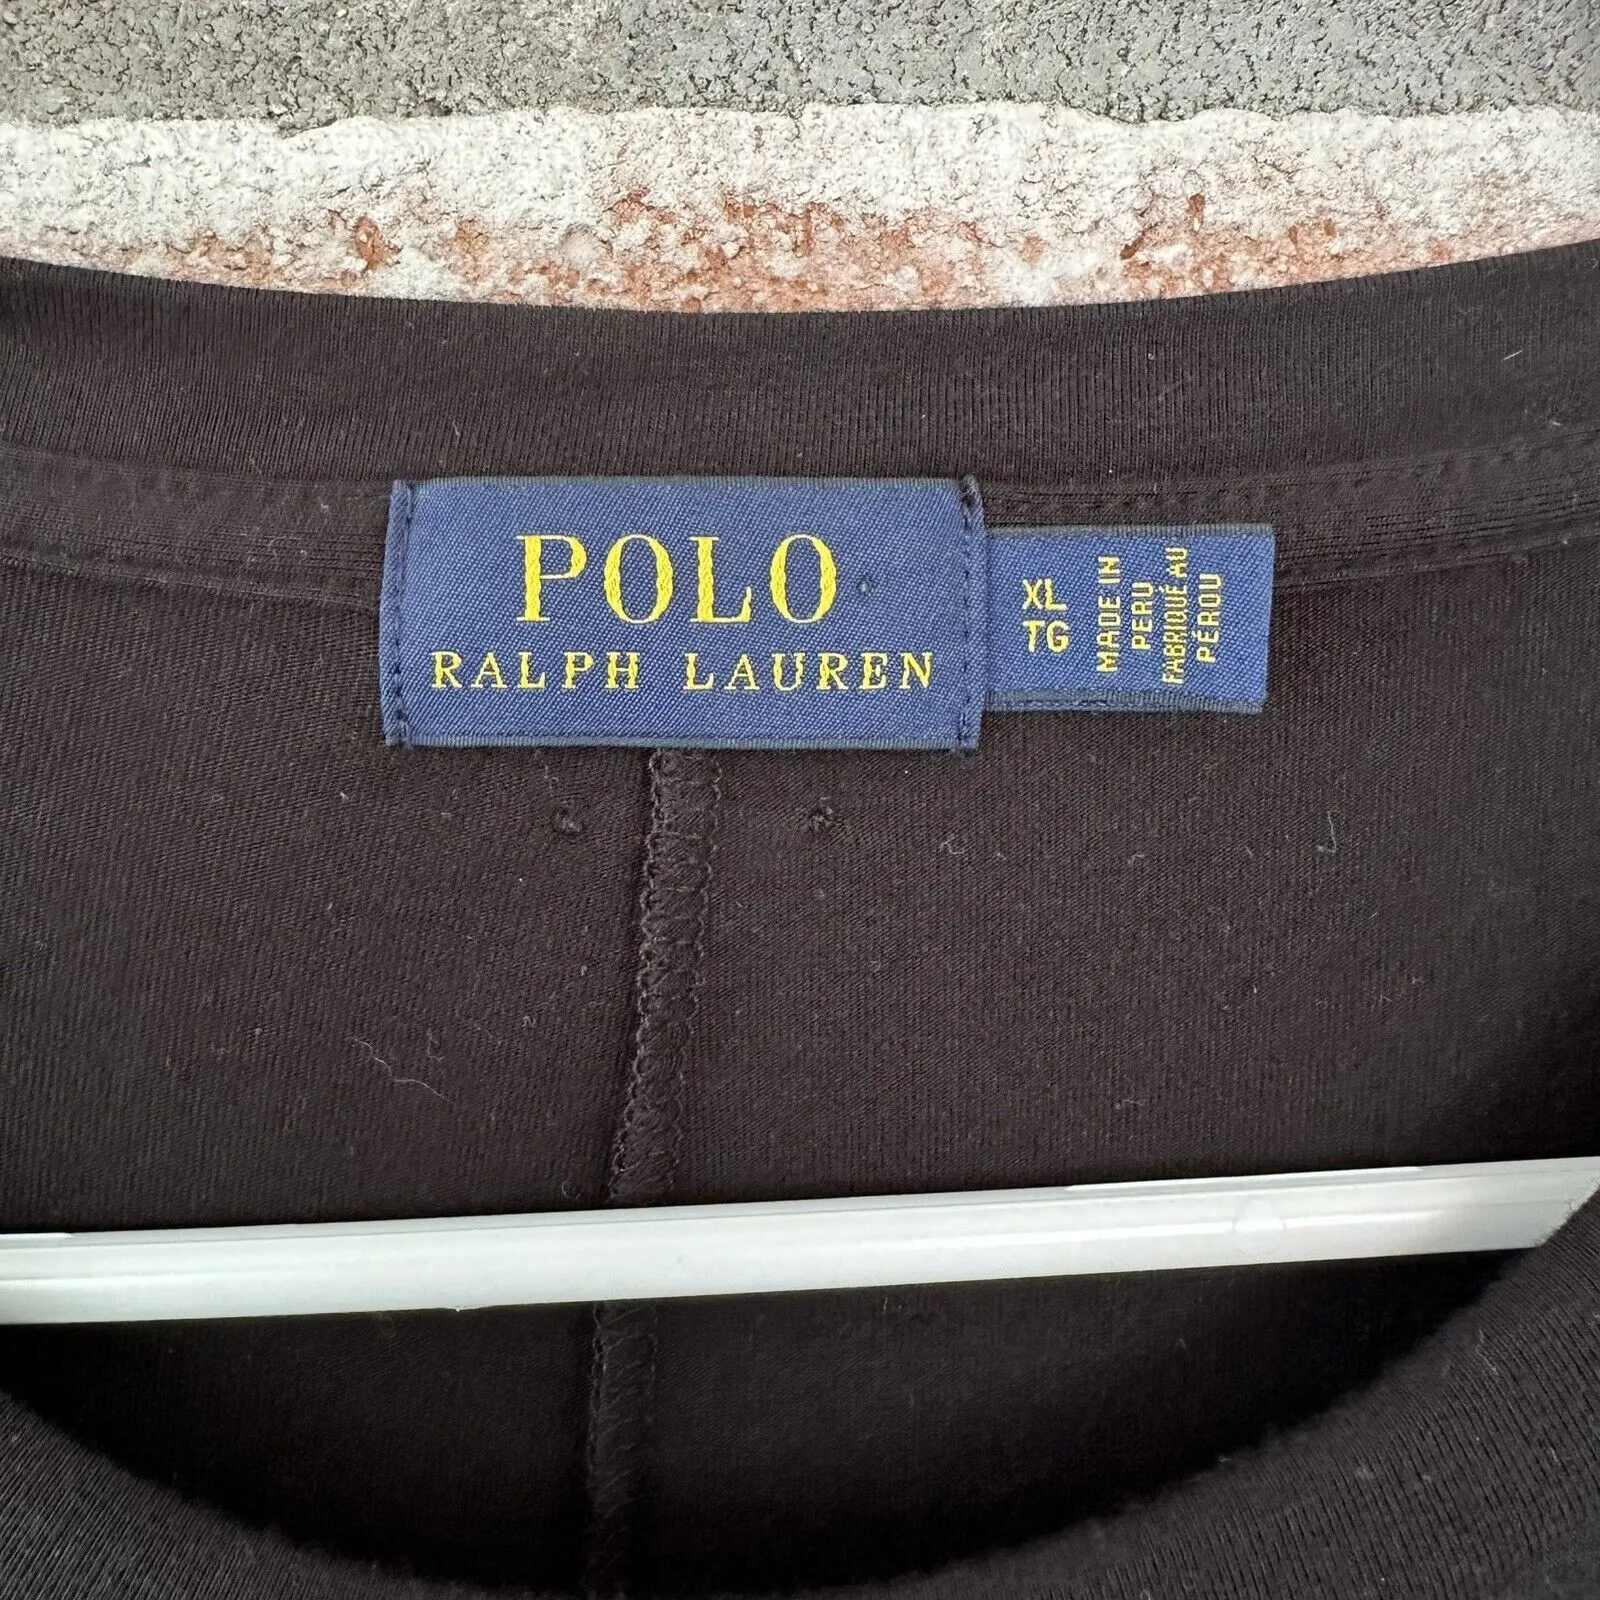 POLO
RALPH LAUREN
XL
TG
MADE IN
PERU
FABRIQUÉ AU
PÉROU